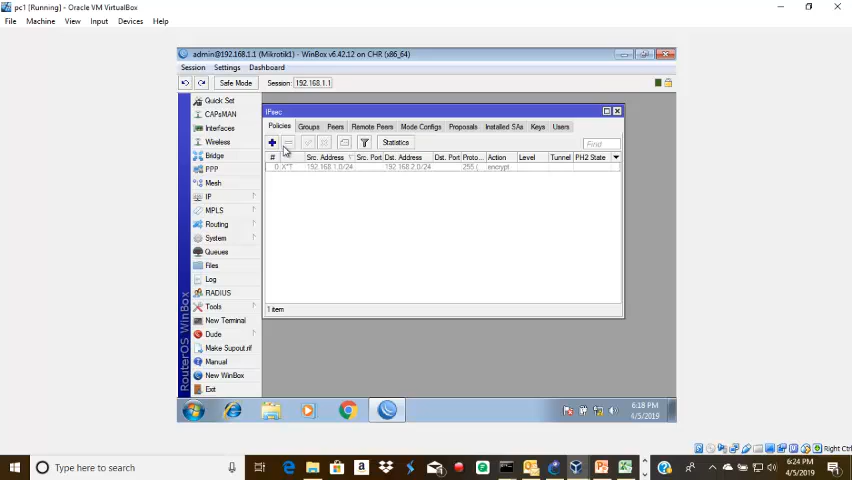 pc1 [Running] - Oracle VM VirtualBox
File Machine View Input Devices Help
admin@192.168.1.1 (Mikrotik1) - WinBox v6.42.12 on CHR (x86_64)
Session Settings Dashboard
Safe Mode Session: 192.168.1.1
Quick Set
CAPsMAN
Interfaces
Wireless
Bridge
PPP
Mesh
IP
MPLS
Routing
System
Queues
Files
Log
RADIUS
Tools
New Terminal
Dude
Make Supout.rif
Manual
New WinBox
Exit
RouterOS WinBox
IPsec
Policies Groups Peers Remote Peers Mode Configs Proposals Installed SAs Keys Users
Statistics Find
# Src. Address Src. Port Dst. Address Dst. Port Proto... Action Level Tunnel PH2 State
0 X*T 192.168.1.0/24 192.168.2.0/24 255 ( encrypt
1 item
6:18 PM
4/5/2019
Right Ctrl
Type here to search
6:24 PM
4/5/2019